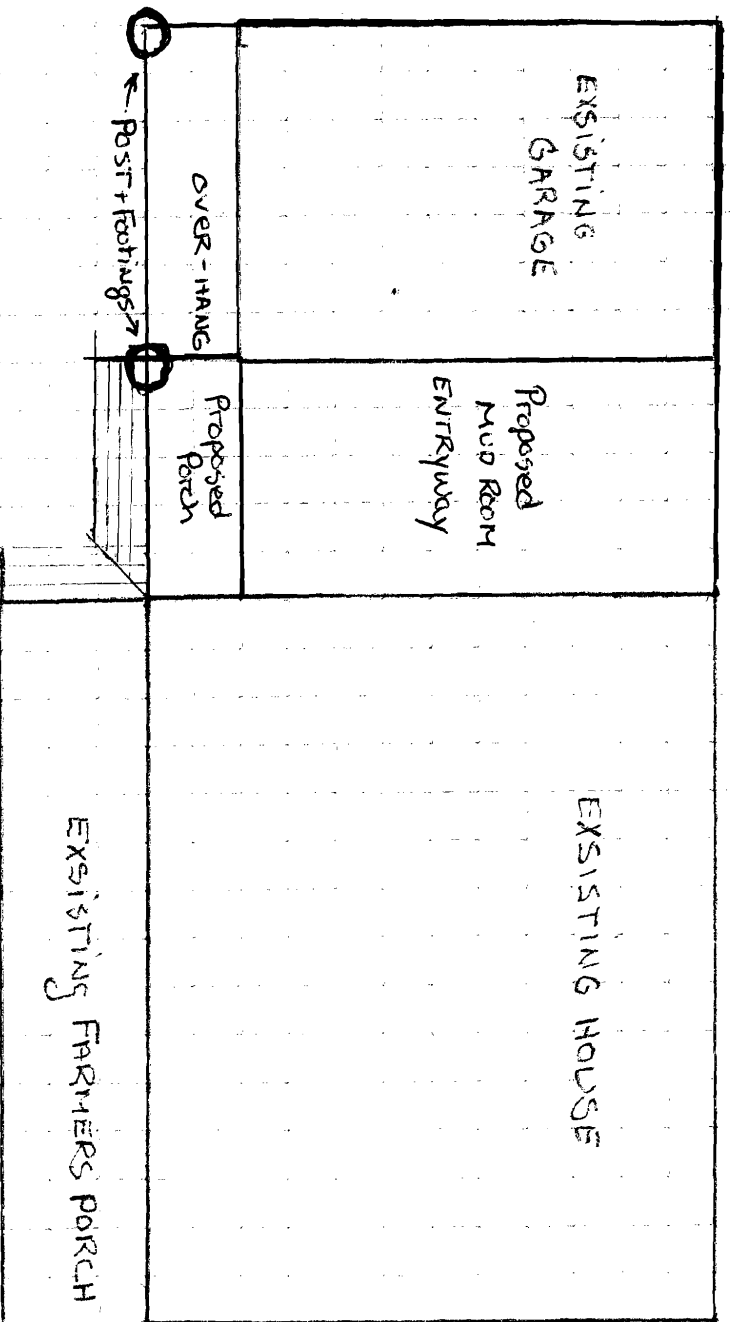 EXSISTING
GARAGE
OVER-HANG
← Post + Footings →
Proposed
MUD ROOM
ENTRYWAY
Proposed
Porch
EXSISTING HOUSE
EXSISTING FARMERS PORCH